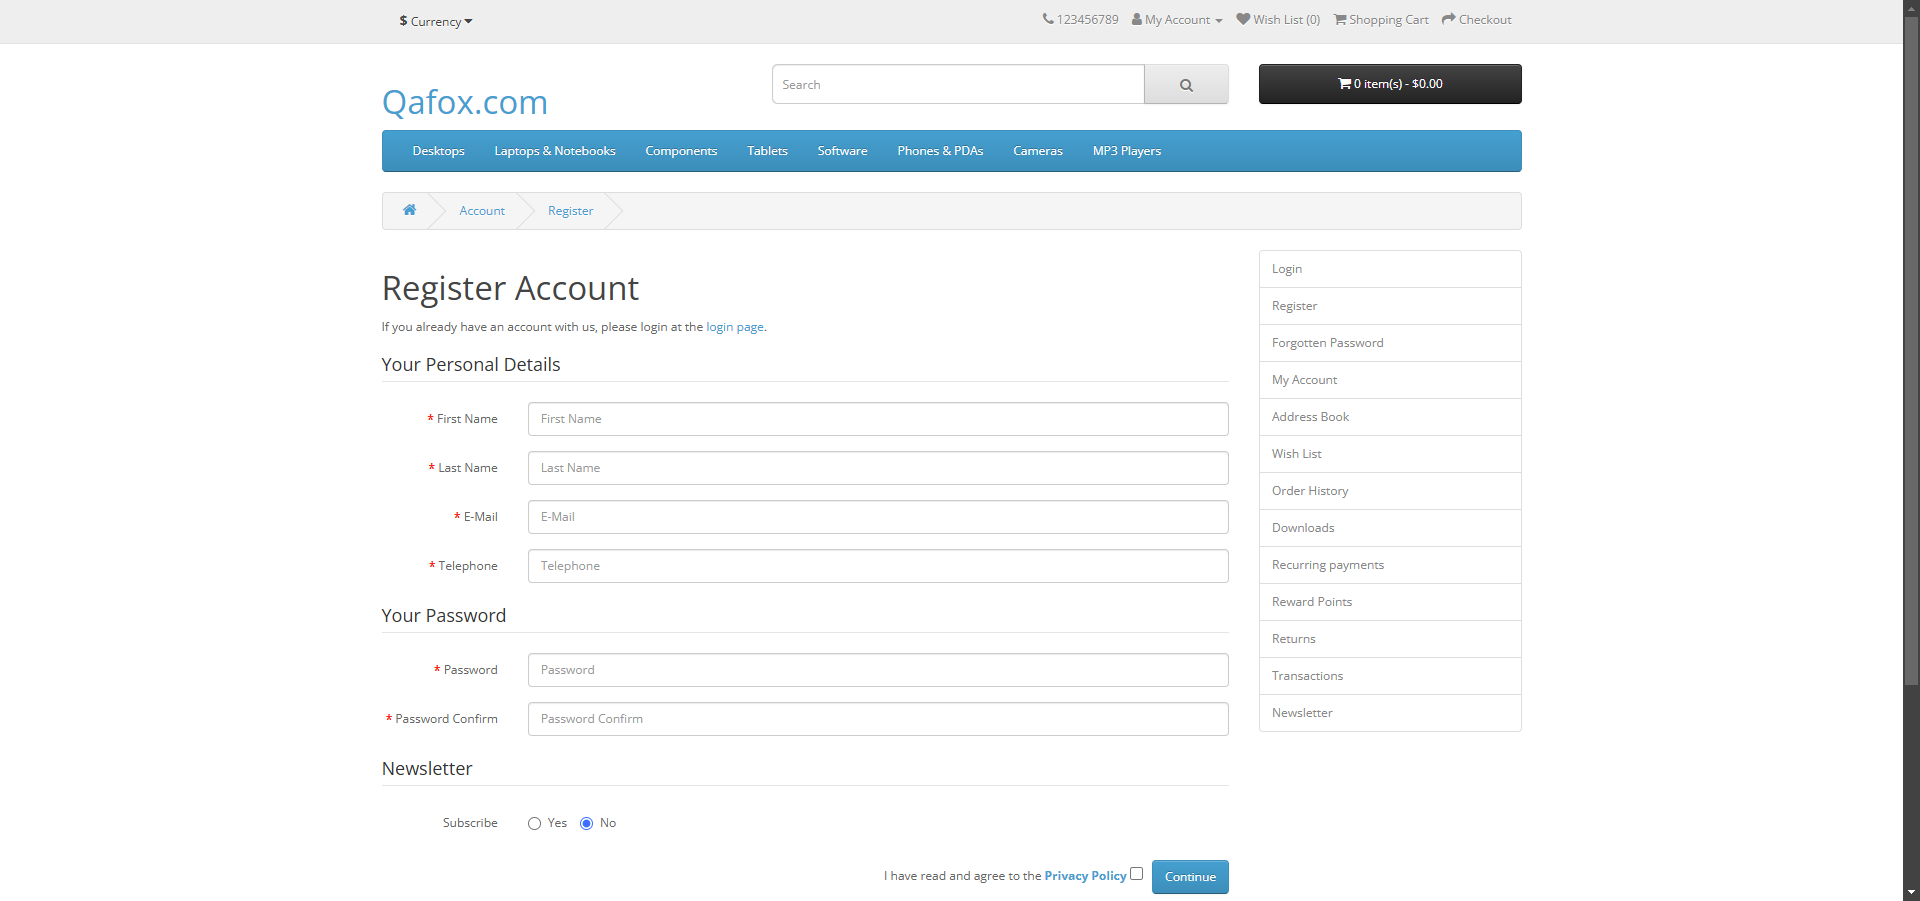 $ Currency
123456789 My Account Wish List (0) Shopping Cart Checkout
Qafox.com
Search
0 item(s) - $0.00
Desktops Laptops & Notebooks Components Tablets Software Phones & PDAs Cameras MP3 Players
Account Register
Register Account
If you already have an account with us, please login at the login page.
Your Personal Details
* First Name First Name
* Last Name Last Name
* E-Mail E-Mail
* Telephone Telephone
Your Password
* Password Password
* Password Confirm Password Confirm
Newsletter
Subscribe Yes No
I have read and agree to the Privacy Policy Continue
Login
Register
Forgotten Password
My Account
Address Book
Wish List
Order History
Downloads
Recurring payments
Reward Points
Returns
Transactions
Newsletter